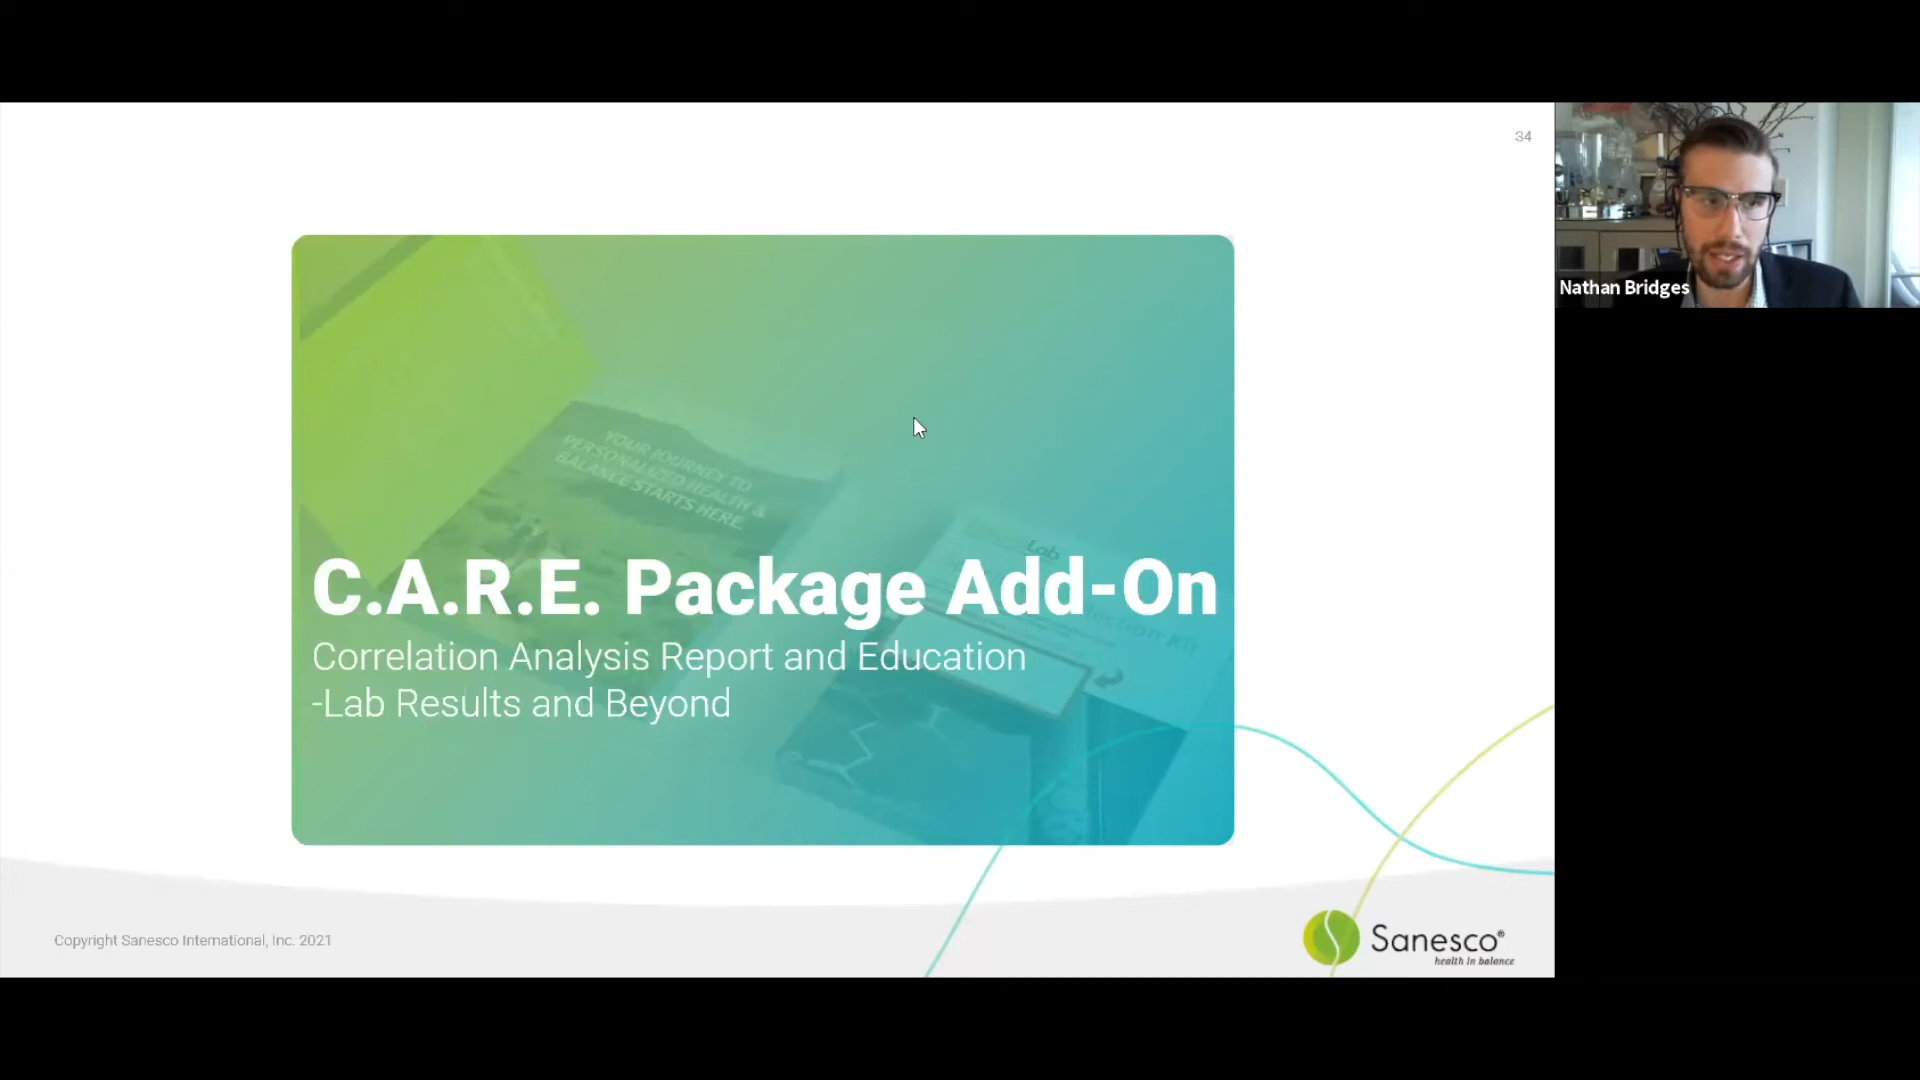 34
Nathan Bridges
YOUR JOURNEY TO
PERSONALIZED HEALTH &
BALANCE STARTS HERE.
Lab
C.A.R.E. Package Add-On
Correlation Analysis Report and Education
-Lab Results and Beyond
Copyright Sanesco International, Inc. 2021
Sanesco®
health in balance